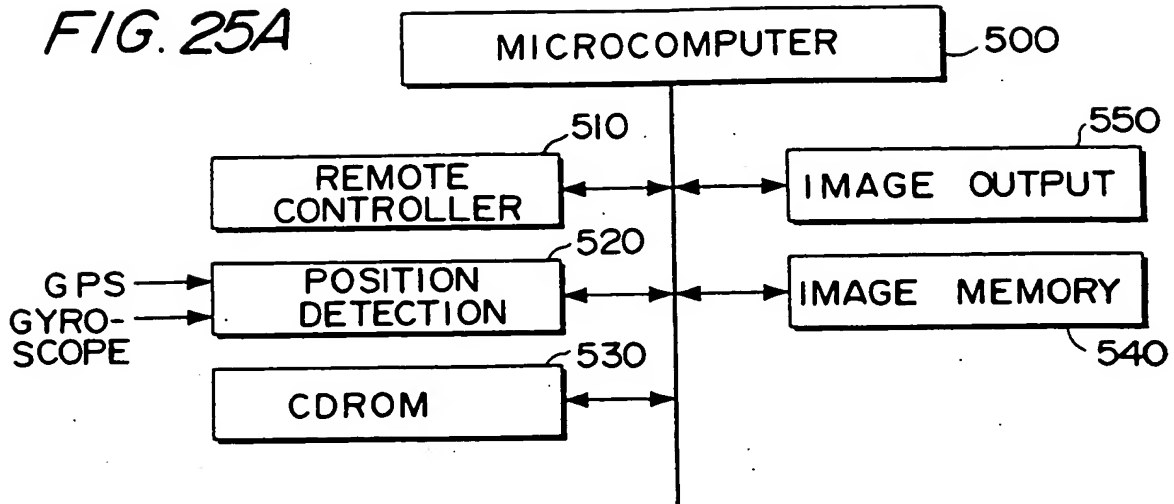 FIG. 25A
MICROCOMPUTER
500
510
REMOTE
CONTROLLER
550
IMAGE OUTPUT
520
GPS
GYRO-
SCOPE
POSITION
DETECTION
IMAGE MEMORY
540
530
CDROM